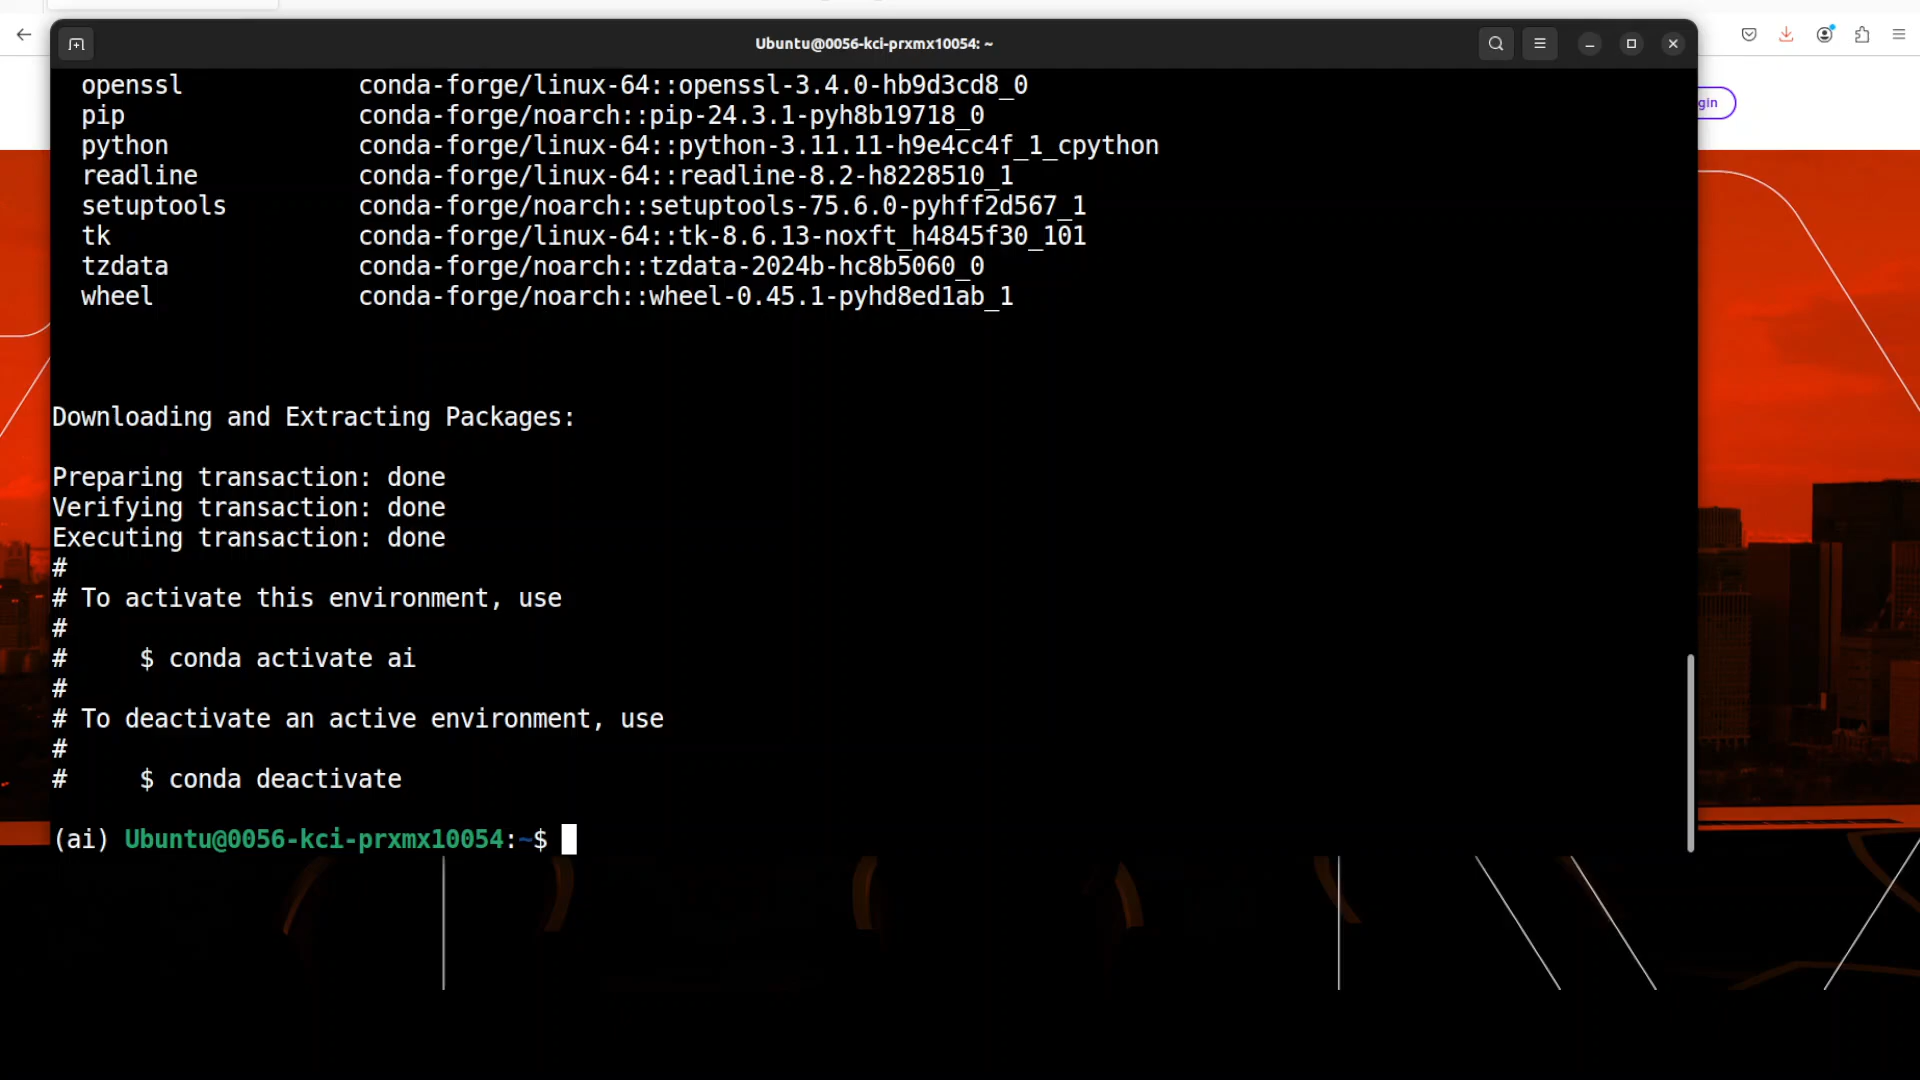 Ubuntu@0056-kci-prxmx10054: ~
gin
openssl conda-forge/linux-64::openssl-3.4.0-hb9d3cd8_0
pip conda-forge/noarch::pip-24.3.1-pyh8b19718_0
python conda-forge/linux-64::python-3.11.11-h9e4cc4f_1_cpython
readline conda-forge/linux-64::readline-8.2-h8228510_1
setuptools conda-forge/noarch::setuptools-75.6.0-pyhff2d567_1
tk conda-forge/linux-64::tk-8.6.13-noxft_h4845f30_101
tzdata conda-forge/noarch::tzdata-2024b-hc8b5060_0
wheel conda-forge/noarch::wheel-0.45.1-pyhd8ed1ab_1
Downloading and Extracting Packages:
Preparing transaction: done
Verifying transaction: done
Executing transaction: done
#
# To activate this environment, use
#
# $ conda activate ai
#
# To deactivate an active environment, use
#
# $ conda deactivate
(ai) Ubuntu@0056-kci-prxmx10054:~$